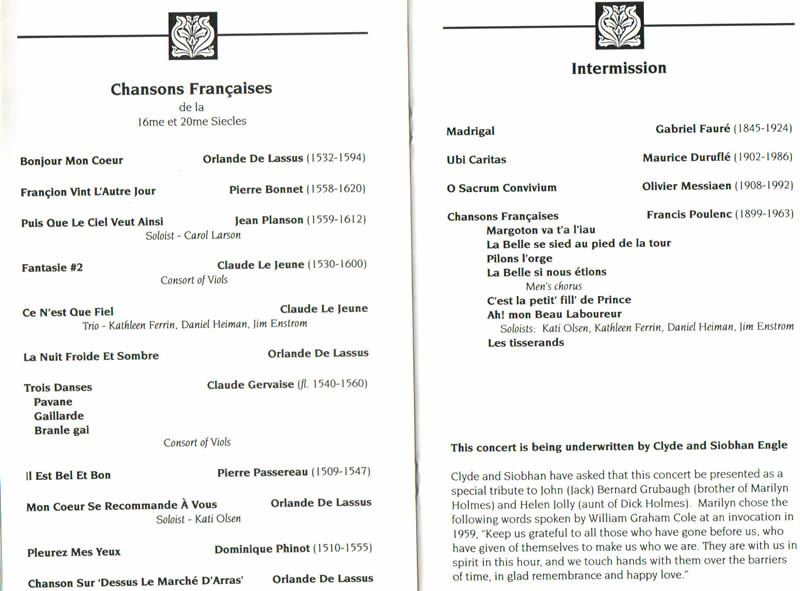 Chansons Françaises
de la
16me et 20me Siecles
Bonjour Mon Coeur Orlande De Lassus (1532-1594)
Françion Vint L'Autre Jour Pierre Bonnet (1558-1620)
Puis Que Le Ciel Veut Ainsi Jean Planson (1559-1612)
Soloist - Carol Larson
Fantasie #2 Claude Le Jeune (1530-1600)
Consort of Viols
Ce N'est Que Fiel Claude Le Jeune
Trio - Kathleen Ferrin, Daniel Heiman, Jim Enstrom
La Nuit Froide Et Sombre Orlande De Lassus
Trois Danses Claude Gervaise (fl. 1540-1560)
Pavane
Gaillarde
Branle gai
Consort of Viols
Il Est Bel Et Bon Pierre Passereau (1509-1547)
Mon Coeur Se Recommande À Vous Orlande De Lassus
Soloist - Kati Olsen
Pleurez Mes Yeux Dominique Phinot (1510-1555)
Chanson Sur 'Dessus Le Marché D'Arras' Orlande De Lassus
Intermission
Madrigal Gabriel Fauré (1845-1924)
Ubi Caritas Maurice Duruflé (1902-1986)
O Sacrum Convivium Olivier Messiaen (1908-1992)
Chansons Françaises Francis Poulenc (1899-1963)
Margoton va t'a l'iau
La Belle se sied au pied de la tour
Pilons l'orge
La Belle si nous étions
Men's chorus
C'est la petit' fill' de Prince
Ah! mon Beau Laboureur
Soloists: Kati Olsen, Kathleen Ferrin, Daniel Heiman, Jim Enstrom
Les tisserands
This concert is being underwritten by Clyde and Siobhan Engle
Clyde and Siobhan have asked that this concert be presented as a
special tribute to John (Jack) Bernard Grubaugh (brother of Marilyn
Holmes) and Helen Jolly (aunt of Dick Holmes). Marilyn chose the
following words spoken by William Graham Cole at an invocation in
1959, "Keep us grateful to all those who have gone before us, who
have given of themselves to make us who we are. They are with us in
spirit in this hour, and we touch hands with them over the barriers
of time, in glad remembrance and happy love."